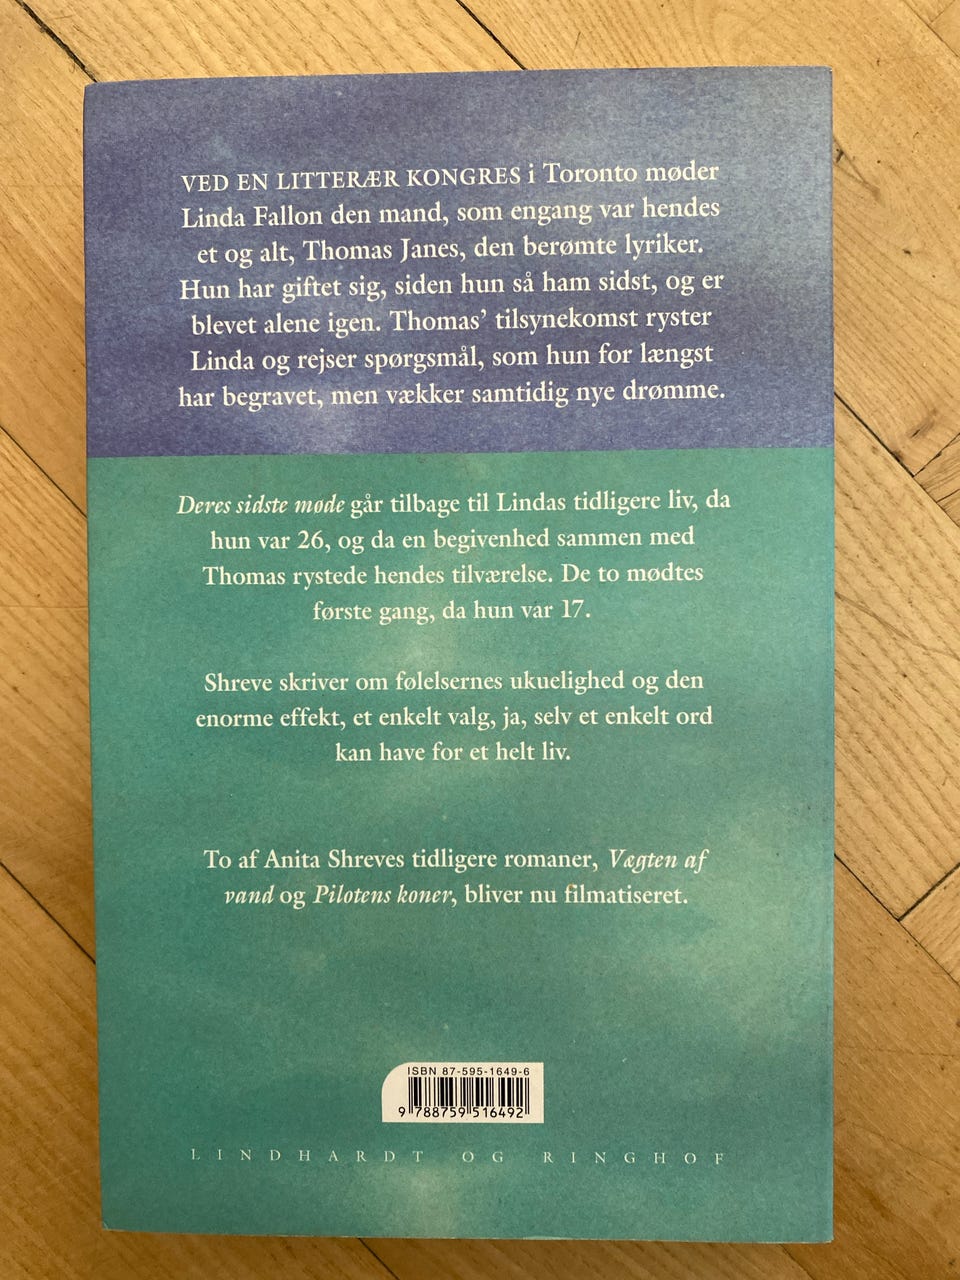 VED EN LITTERÆR KONGRES i Toronto møder
Linda Fallon den mand, som engang var hendes
et og alt, Thomas Janes, den berømte lyriker.
Hun har giftet sig, siden hun så ham sidst, og er
blevet alene igen. Thomas’ tilsynekomst ryster
Linda og rejser spørgsmål, som hun for længst
har begravet, men vækker samtidig nye drømme.
Deres sidste møde går tilbage til Lindas tidligere liv, da
hun var 26, og da en begivenhed sammen med
Thomas rystede hendes tilværelse. De to mødtes
første gang, da hun var 17.
Shreve skriver om følelsernes ukuelighed og den
enorme effekt, et enkelt valg, ja, selv et enkelt ord
kan have for et helt liv.
To af Anita Shreves tidligere romaner, Vægten af
vand og Pilotens koner, bliver nu filmatiseret.
ISBN 87-595-1649-6
9 788759 516492
LINDHARDT OG RINGHOF